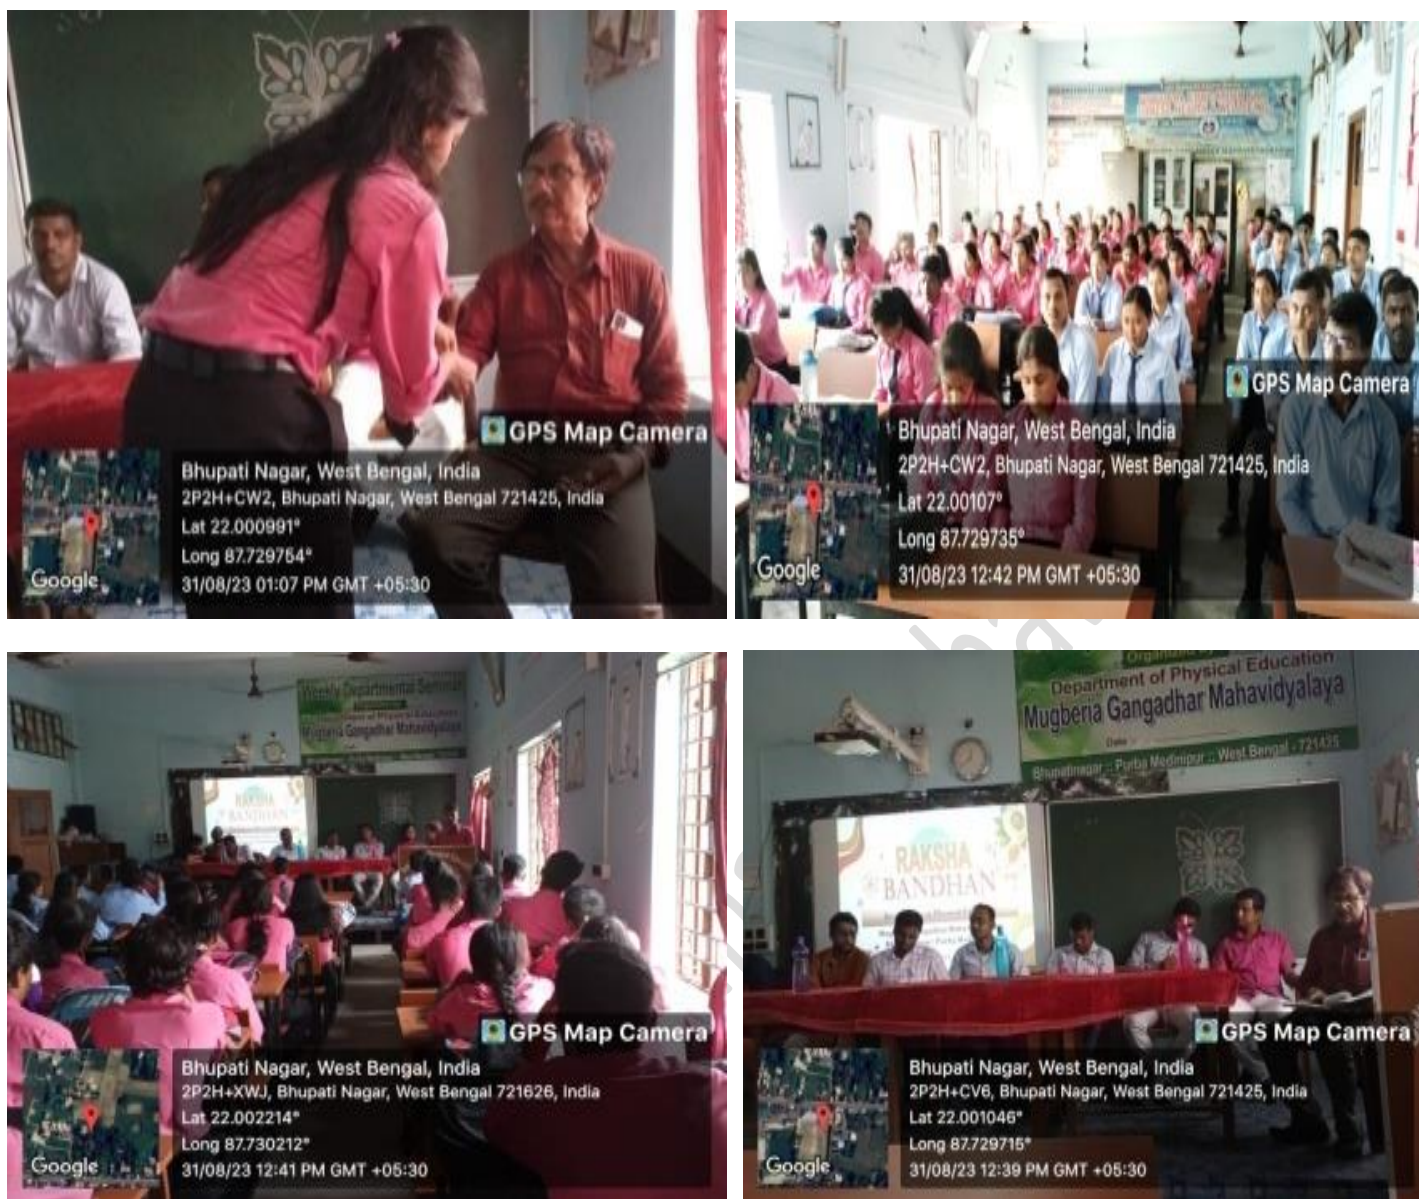 GPS Map Camera
Bhupati Nagar, West Bengal, India
2P2H+CW2, Bhupati Nagar, West Bengal 721425, India
Lat 22.000991°
Long 87.729754°
31/08/23 01:07 PM GMT +05:30
Google
GPS Map Camera
Bhupati Nagar, West Bengal, India
2P2H+CW2, Bhupati Nagar, West Bengal 721425, India
Lat 22.00107°
Long 87.729735°
31/08/23 12:42 PM GMT +05:30
Google
Weekly Departmental Seminar
Department of Physical Education
Mugberia Gangadhar Mahavidyalaya
RAKSHA
BANDHAN
GPS Map Camera
Bhupati Nagar, West Bengal, India
2P2H+XWJ, Bhupati Nagar, West Bengal 721626, India
Lat 22.002214°
Long 87.730212°
31/08/23 12:41 PM GMT +05:30
Google
Organized By
Department of Physical Education
Mugberia Gangadhar Mahavidyalaya
Date :
Bhupatinagar :: Purba Medinipur :: West Bengal - 721425
RAKSHA
BANDHAN
GPS Map Camera
Bhupati Nagar, West Bengal, India
2P2H+CV6, Bhupati Nagar, West Bengal 721425, India
Lat 22.001046°
Long 87.729715°
31/08/23 12:39 PM GMT +05:30
Google